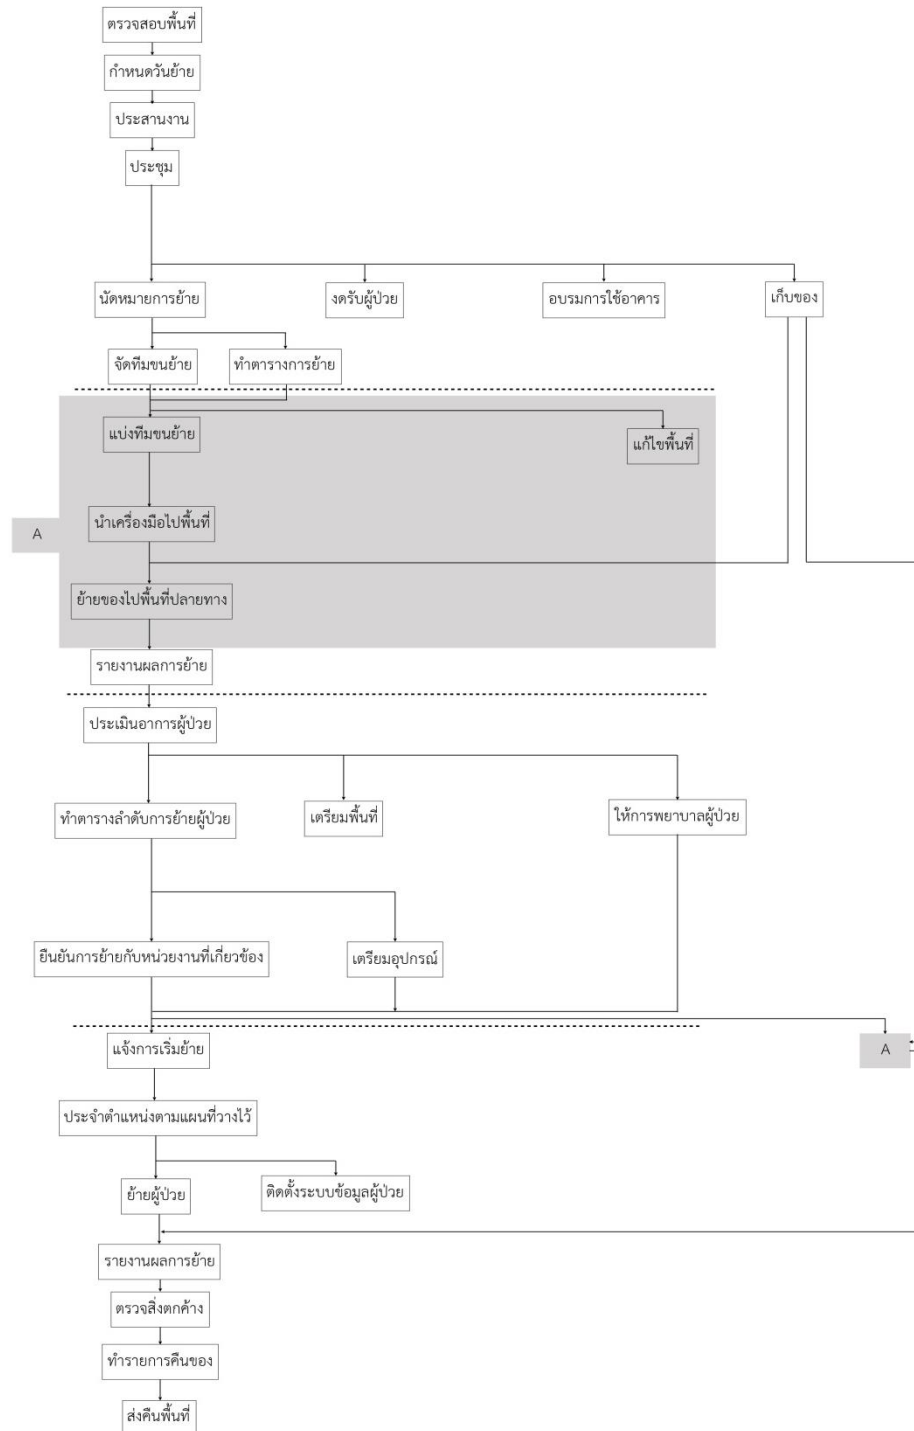 ตรวจสอบพื้นที่
กำหนดวันย้าย
ประสานงาน
ประชุม
นัดหมายการย้าย
งดรับผู้ป่วย
อบรมการใช้อาคาร
เก็บของ
จัดทีมขนย้าย
ทำตารางการย้าย
แบ่งทีมขนย้าย
แก้ไขพื้นที่
นำเครื่องมือไปพื้นที่
A
ย้ายของไปพื้นที่ปลายทาง
รายงานผลการย้าย
ประเมินอาการผู้ป่วย
ทำตารางลำดับการย้ายผู้ป่วย
เตรียมพื้นที่
ให้การพยาบาลผู้ป่วย
ยืนยันการย้ายกับหน่วยงานที่เกี่ยวข้อง
เตรียมอุปกรณ์
แจ้งการเริ่มย้าย
A
ประจำตำแหน่งตามแผนที่วางไว้
ย้ายผู้ป่วย
ติดตั้งระบบข้อมูลผู้ป่วย
รายงานผลการย้าย
ตรวจสิ่งตกค้าง
ทำรายการคืนของ
ส่งคืนพื้นที่